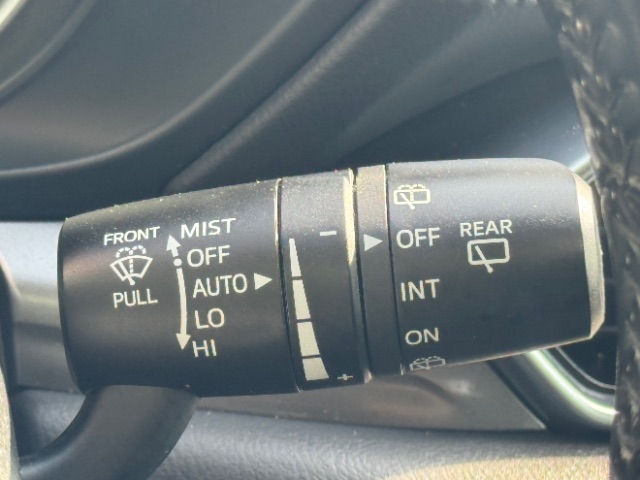 FRONT
PULL
MIST
OFF
AUTO
LO
HI
−
+
OFF
INT
ON
REAR